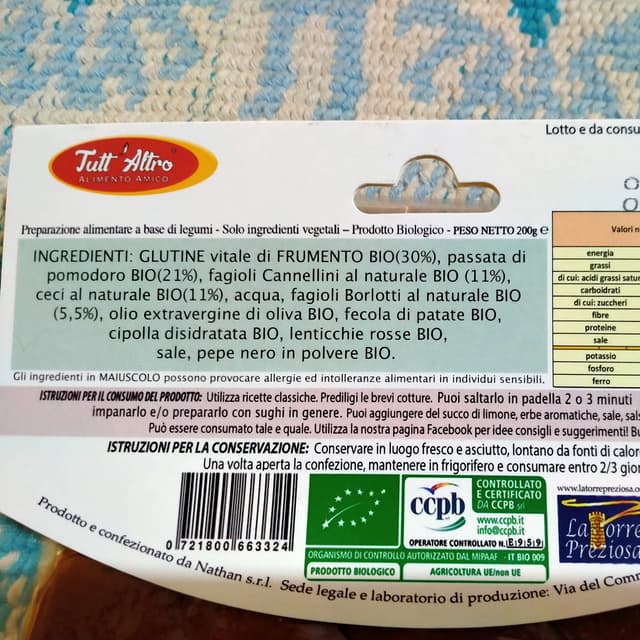 Tutt'Altro
ALIMENTO AMICO
Lotto e da consu
Preparazione alimentare a base di legumi - Solo ingredienti vegetali – Prodotto Biologico - PESO NETTO 200g e
INGREDIENTI: GLUTINE vitale di FRUMENTO BIO(30%), passata di
pomodoro BIO(21%), fagioli Cannellini al naturale BIO (11%),
ceci al naturale BIO(11%), acqua, fagioli Borlotti al naturale BIO
(5,5%), olio extravergine di oliva BIO, fecola di patate BIO,
cipolla disidratata BIO, lenticchie rosse BIO,
sale, pepe nero in polvere BIO.
Valori n
energia
grassi
di cui: acidi grassi satur
carboidrati
di cui: zuccheri
fibre
proteine
sale
potassio
fosforo
ferro
Gli ingredienti in MAIUSCOLO possono provocare allergie ed intolleranze alimentari in individui sensibili.
ISTRUZIONI PER IL CONSUMO DEL PRODOTTO: Utilizza ricette classiche. Prediligi le brevi cotture. Puoi saltarlo in padella 2 o 3 minuti
impanarlo e/o prepararlo con sughi in genere. Puoi aggiungere del succo di limone, erbe aromatiche, sale, sals
Può essere consumato tale e quale. Utilizza la nostra pagina Facebook per idee consigli e suggerimenti! Bu
ISTRUZIONI PER LA CONSERVAZIONE: Conservare in luogo fresco e asciutto, lontano da fonti di calor
Una volta aperta la confezione, mantenere in frigorifero e consumare entro 2/3 gior
0 721800 663324
ccpb
CONTROLLATO
E CERTIFICATO
DA CCPB srl
www.ccpb.it
info@ccpb.it
OPERATORE CONTROLLATO N. E959
ORGANISMO DI CONTROLLO AUTORIZZATO DAL MIPAAF - IT BIO 009
PRODOTTO BIOLOGICO
AGRICOLTURA UE/non UE
www.latorrepreziosa.o
La Torre
Preziosa
Prodotto e confezionato da Nathan s.r.l. Sede legale e laboratorio di produzione: Via del Comm